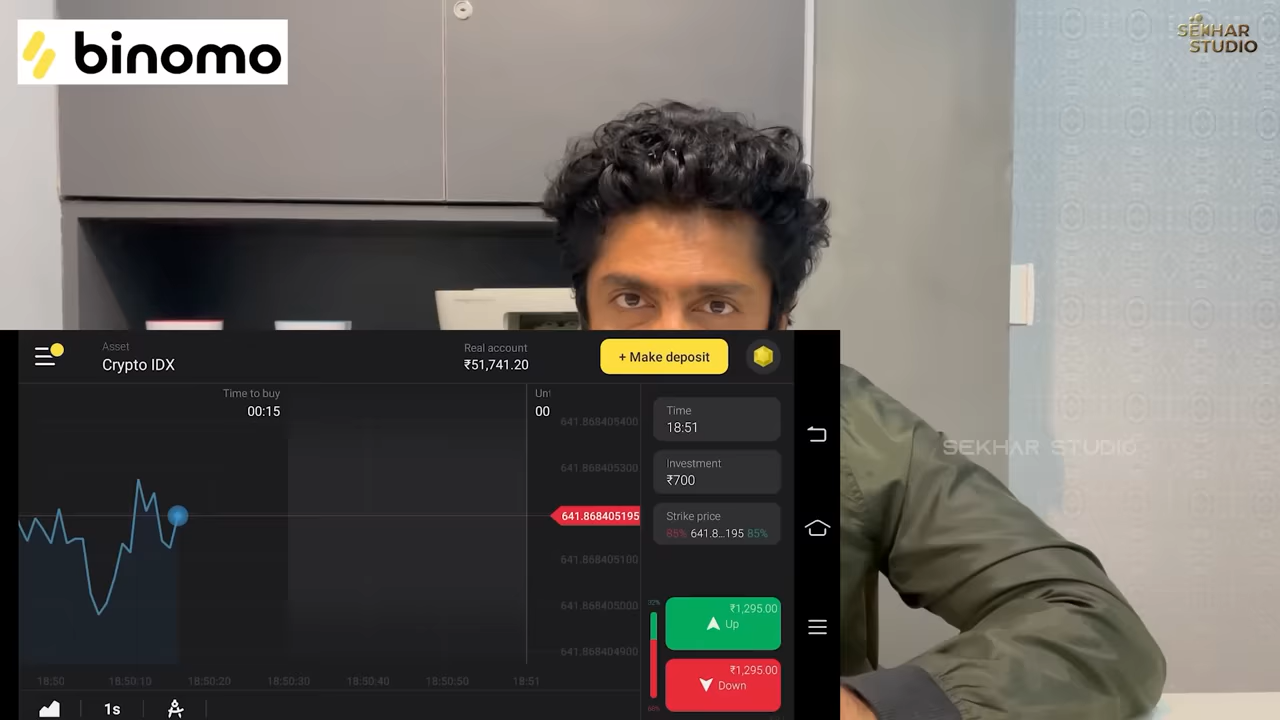 binomo
SEKHAR
STUDIO
Asset
Crypto IDX
Real account
₹51,741.20
+ Make deposit
Time to buy
00:15
00
641.868405400
641.868405300
641.868405195
641.868405100
641.868405000
641.868404900
Time
18:51
Investment
₹700
Strike price
85% 641.8...195 85%
₹1,295.00
Up
₹1,295.00
Down
18:50
18:50:10
18:50:20
18:50:30
18:50:40
18:50:50
18:51
1s
SEKHAR STUDIO